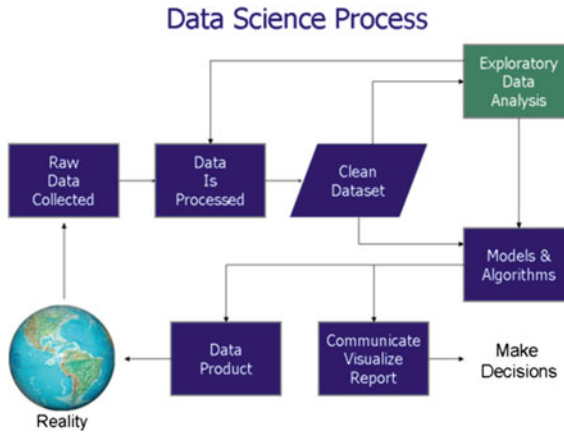 Data Science Process
Exploratory
Data
Analysis
Raw
Data
Collected
Data
Is
Processed
Clean
Dataset
Models &
Algorithms
Data
Product
Communicate
Visualize
Report
Make
Decisions
Reality